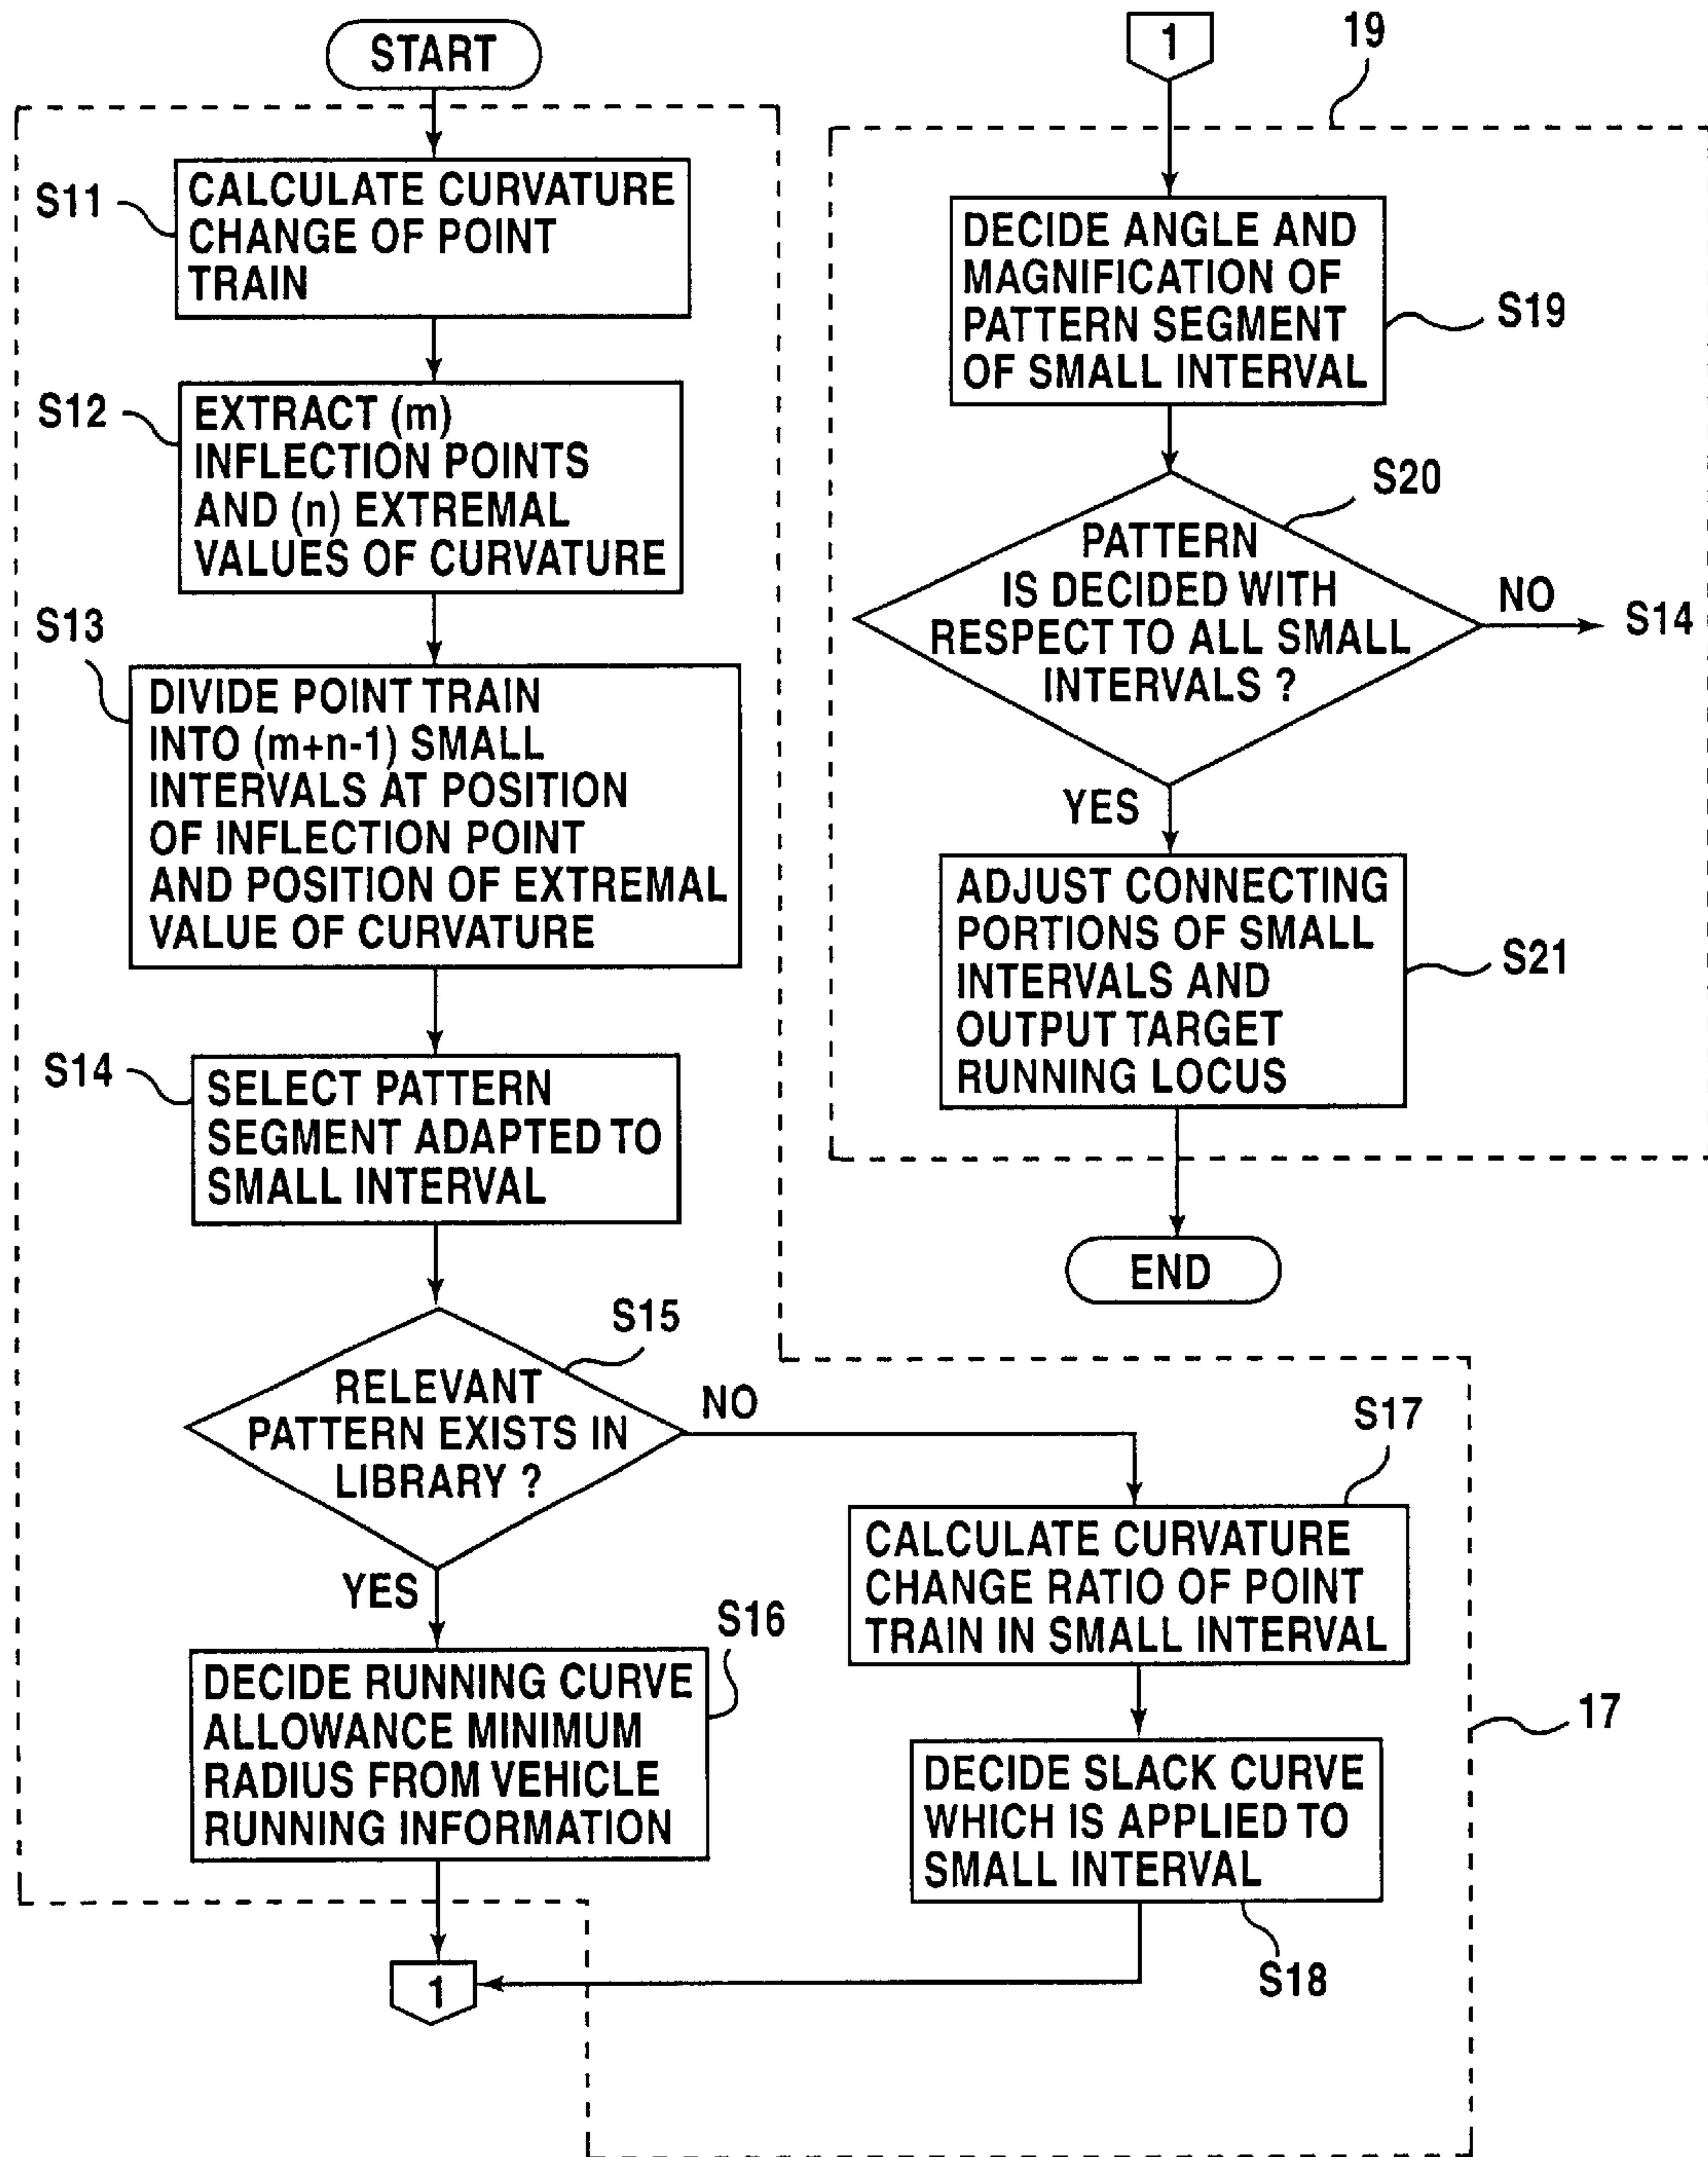 START
S11
CALCULATE CURVATURE
CHANGE OF POINT
TRAIN
S12
EXTRACT (m)
INFLECTION POINTS
AND (n) EXTREMAL
VALUES OF CURVATURE
S13
DIVIDE POINT TRAIN
INTO (m+n-1) SMALL
INTERVALS AT POSITION
OF INFLECTION POINT
AND POSITION OF EXTREMAL
VALUE OF CURVATURE
S14
SELECT PATTERN
SEGMENT ADAPTED TO
SMALL INTERVAL
S15
RELEVANT
PATTERN EXISTS IN
LIBRARY ?
NO
YES
S16
DECIDE RUNNING CURVE
ALLOWANCE MINIMUM
RADIUS FROM VEHICLE
RUNNING INFORMATION
S17
CALCULATE CURVATURE
CHANGE RATIO OF POINT
TRAIN IN SMALL INTERVAL
17
DECIDE SLACK CURVE
WHICH IS APPLIED TO
SMALL INTERVAL
S18
1
1
19
DECIDE ANGLE AND
MAGNIFICATION OF
PATTERN SEGMENT
OF SMALL INTERVAL
S19
S20
PATTERN
IS DECIDED WITH
RESPECT TO ALL SMALL
INTERVALS ?
NO
S14
YES
ADJUST CONNECTING
PORTIONS OF SMALL
INTERVALS AND
OUTPUT TARGET
RUNNING LOCUS
S21
END